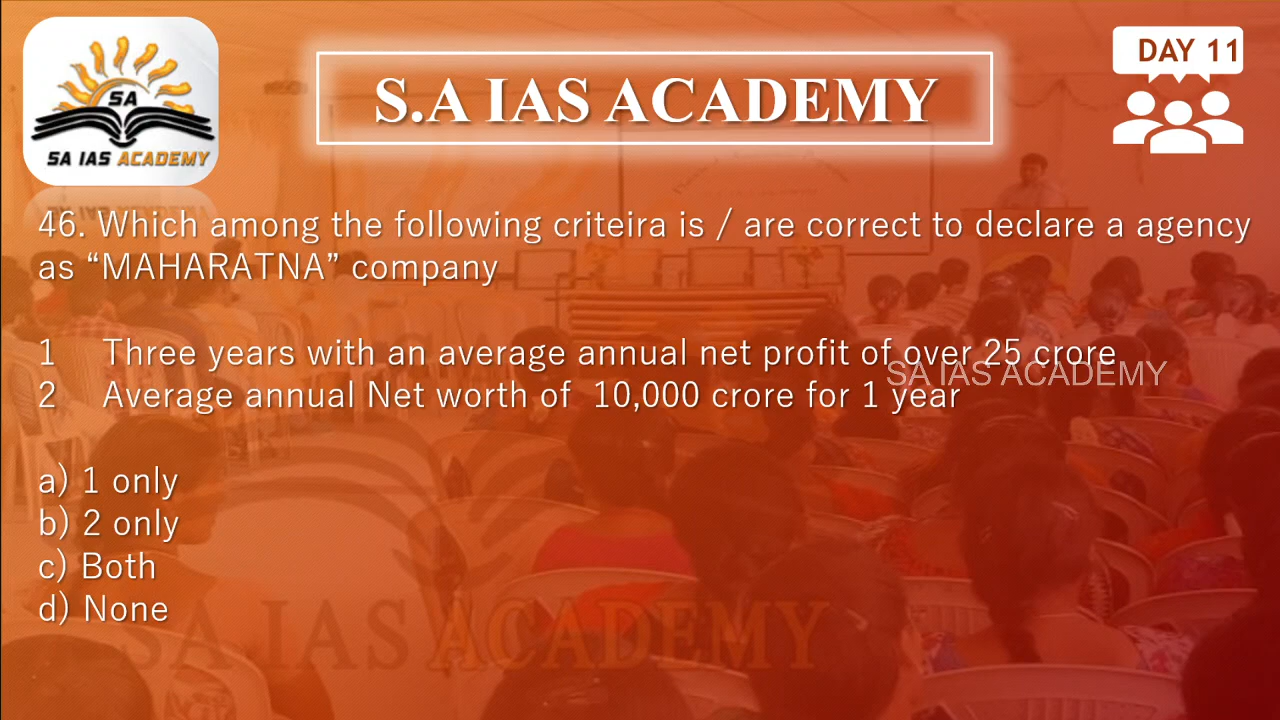 SA
SA IAS ACADEMY
S.A IAS ACADEMY
DAY 11
46. Which among the following criteira is / are correct to declare a agency
as “MAHARATNA” company
1 Three years with an average annual net profit of over 25 crore
SA IAS ACADEMY
2 Average annual Net worth of 10,000 crore for 1 year
a) 1 only
b) 2 only
c) Both
d) None
SA IAS ACADEMY